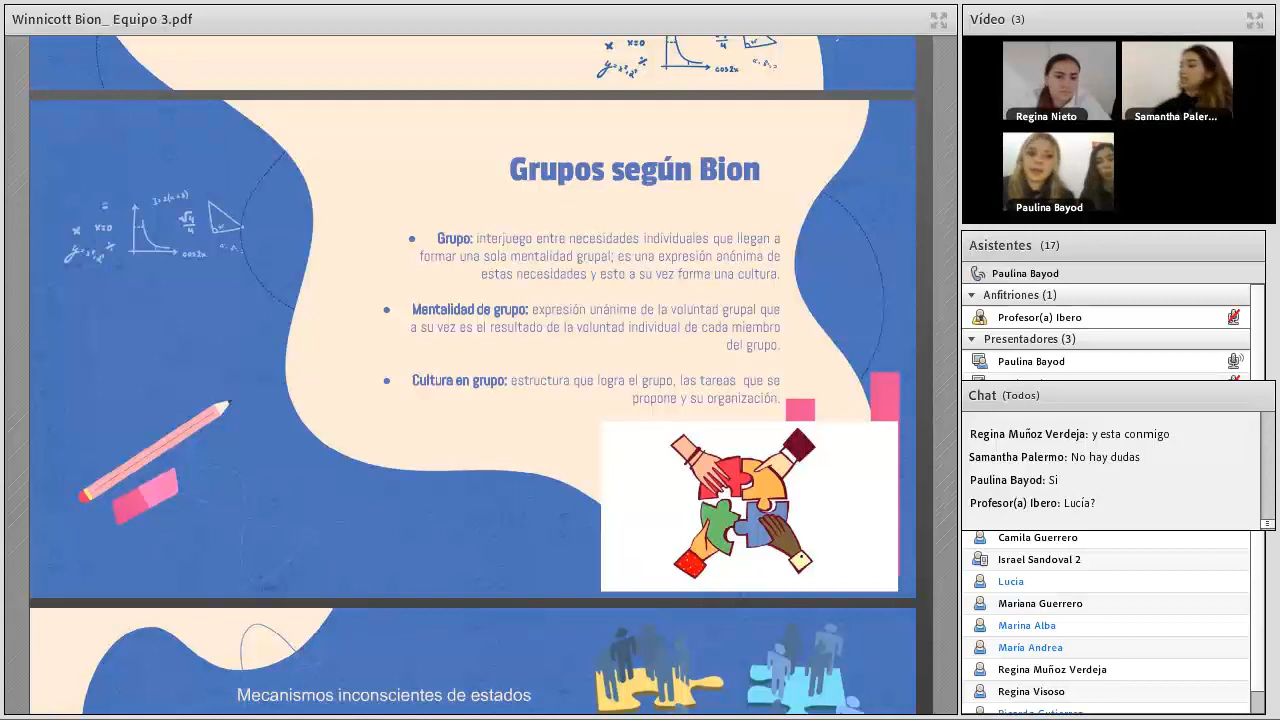 Winnicott Bion_ Equipo 3.pdf
x x=0
cos2x
Grupos según Bion
Grupo: interjuego entre necesidades individuales que llegan a
formar una sola mentalidad grupal; es una expresión anónima de
estas necesidades y esto a su vez forma una cultura.
Mentalidad de grupo: expresión unánime de la voluntad grupal que
a su vez es el resultado de la voluntad individual de cada miembro
del grupo.
Cultura en grupo: estructura que logra el grupo, las tareas que se
propone y su organización.
x x=0
cos2x
Mecanismos inconscientes de estados
Vídeo (3)
Regina Nieto
Samantha Paler...
Paulina Bayod
Asistentes (17)
Paulina Bayod
Anfitriones (1)
Profesor(a) Ibero
Presentadores (3)
Paulina Bayod
Chat (Todos)
Regina Muñoz Verdeja: y esta conmigo
Samantha Palermo: No hay dudas
Paulina Bayod: Si
Profesor(a) Ibero: Lucía?
Camila Guerrero
Israel Sandoval 2
Lucia
Mariana Guerrero
Marina Alba
María Andrea
Regina Muñoz Verdeja
Regina Visoso